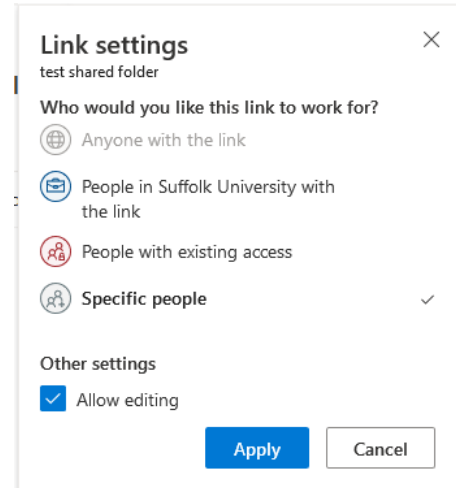 Link settings
test shared folder
Who would you like this link to work for?
Anyone with the link
People in Suffolk University with
the link
People with existing access
Specific people
Other settings
Allow editing
Apply Cancel